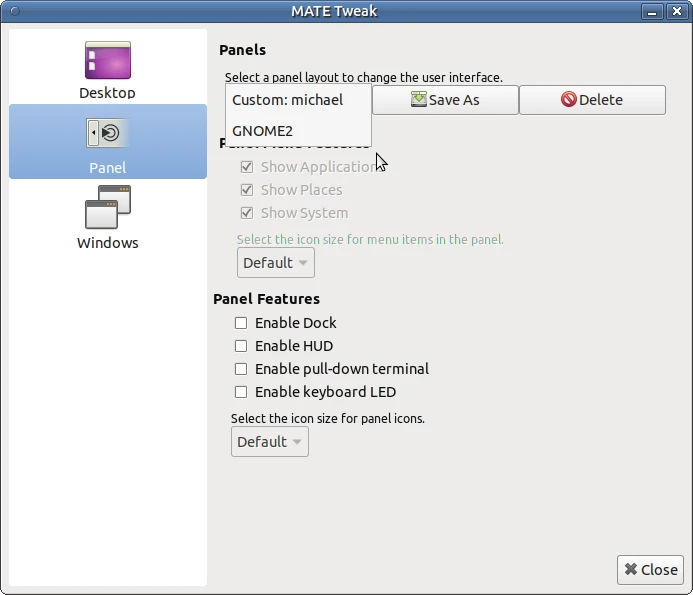 MATE Tweak
Desktop
Panel
Windows
Panels
Select a panel layout to change the user interface.
Custom: michael
GNOME2
Save As
Delete
Show Application
Show Places
Show System
Select the icon size for menu items in the panel.
Default
Panel Features
Enable Dock
Enable HUD
Enable pull-down terminal
Enable keyboard LED
Select the icon size for panel icons.
Default
Close